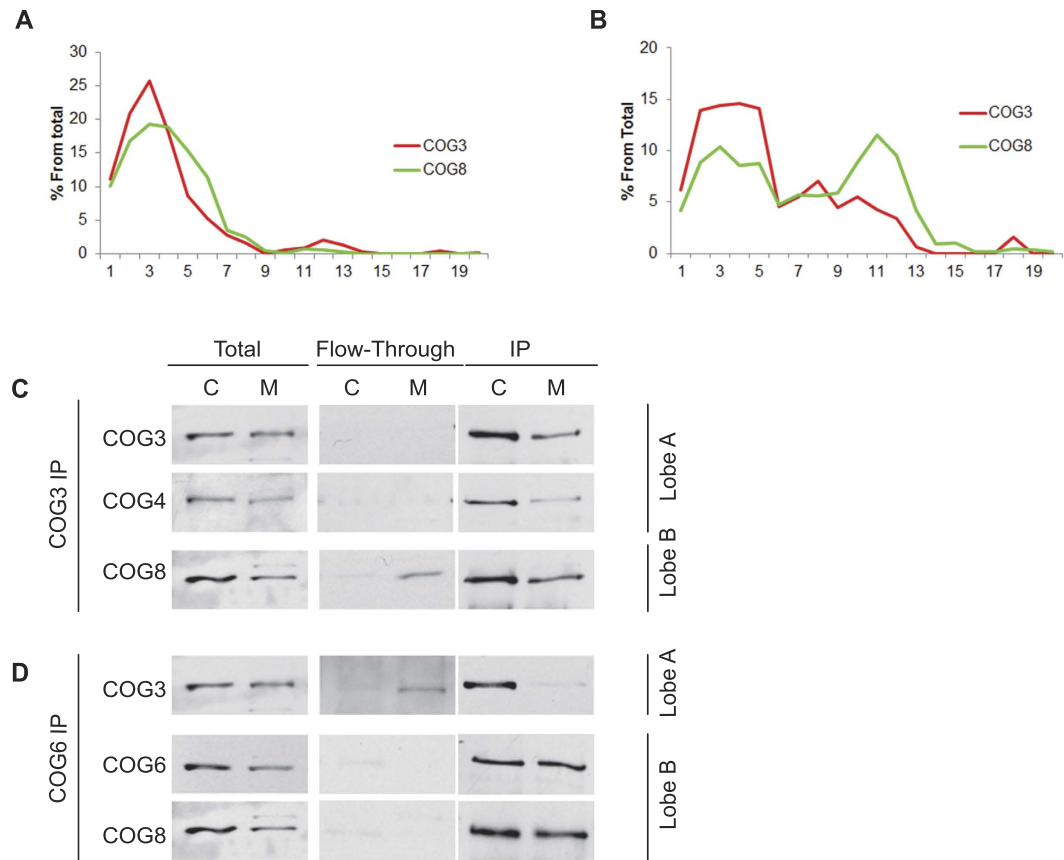 A
30
25
20
15
10
5
0
% From total
1 3 5 7 9 11 13 15 17 19
COG3
COG8
B
20
15
10
5
0
% From Total
1 3 5 7 9 11 13 15 17 19
COG3
COG8
Total Flow-Through IP
C M C M C M
C
COG3 IP
COG3
COG4
COG8
Lobe A
Lobe B
D
COG6 IP
COG3
COG6
COG8
Lobe A
Lobe B